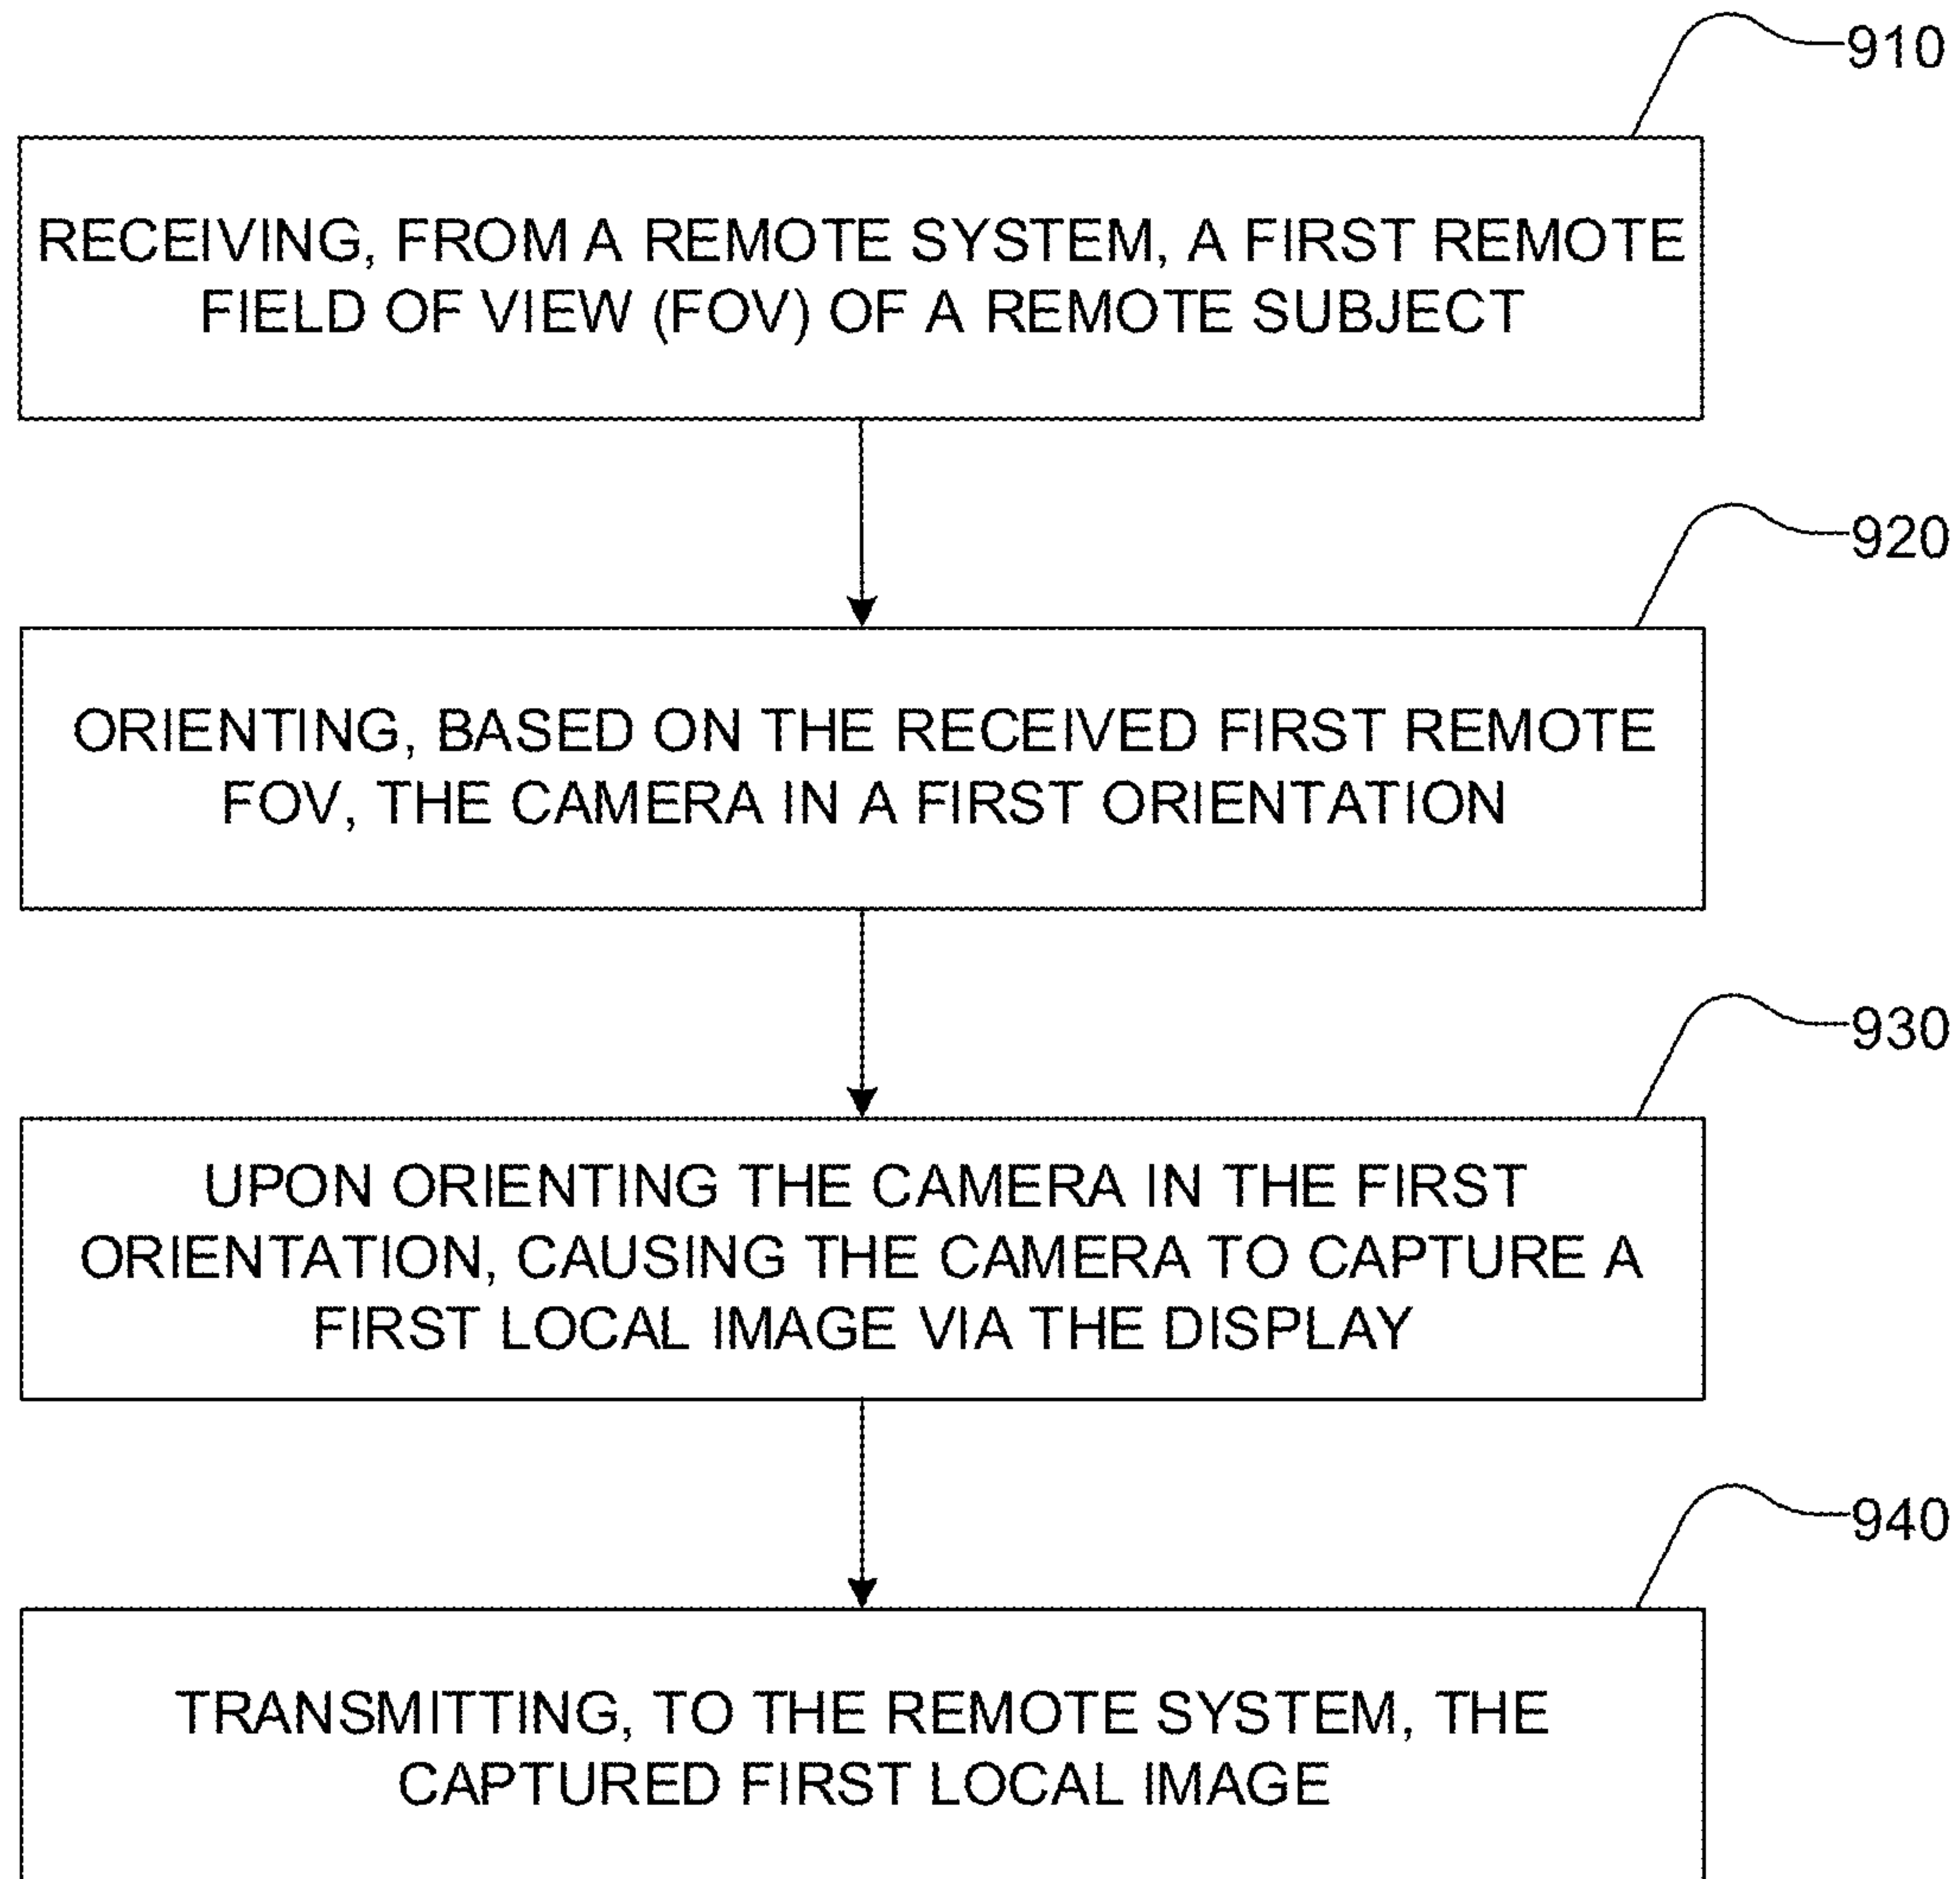 910
RECEIVING, FROM A REMOTE SYSTEM, A FIRST REMOTE
FIELD OF VIEW (FOV) OF A REMOTE SUBJECT
920
ORIENTING, BASED ON THE RECEIVED FIRST REMOTE
FOV, THE CAMERA IN A FIRST ORIENTATION
930
UPON ORIENTING THE CAMERA IN THE FIRST
ORIENTATION, CAUSING THE CAMERA TO CAPTURE A
FIRST LOCAL IMAGE VIA THE DISPLAY
940
TRANSMITTING, TO THE REMOTE SYSTEM, THE
CAPTURED FIRST LOCAL IMAGE